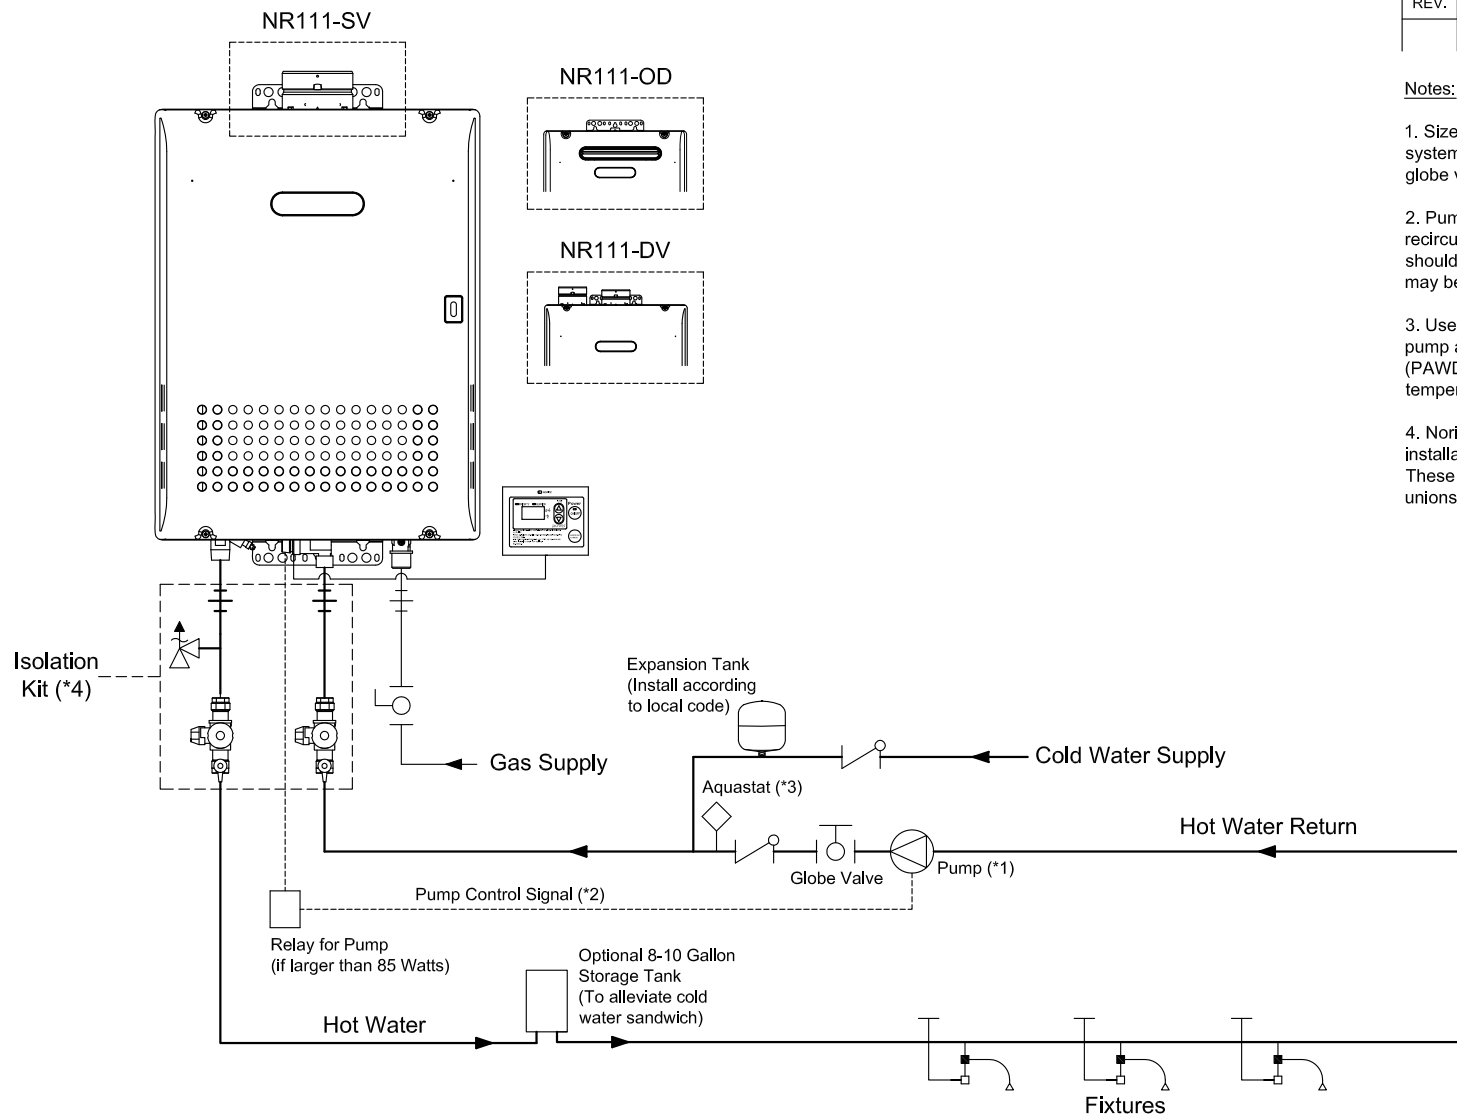 NR111-SV
NR111-OD
NR111-DV
REV.
Notes:
1. Size
system
globe
2. Pum
recircu
should
may be
3. Use
pump
(PAWD
temper
4. Nori
installa
These
unions
Power
Isolation
Kit (*4)
Gas Supply
Expansion Tank
(Install according
to local code)
Cold Water Supply
Aquastat (*3)
Hot Water Return
Globe Valve
Pump (*1)
Pump Control Signal (*2)
Relay for Pump
(if larger than 85 Watts)
Optional 8-10 Gallon
Storage Tank
(To alleviate cold
water sandwich)
Hot Water
Fixtures